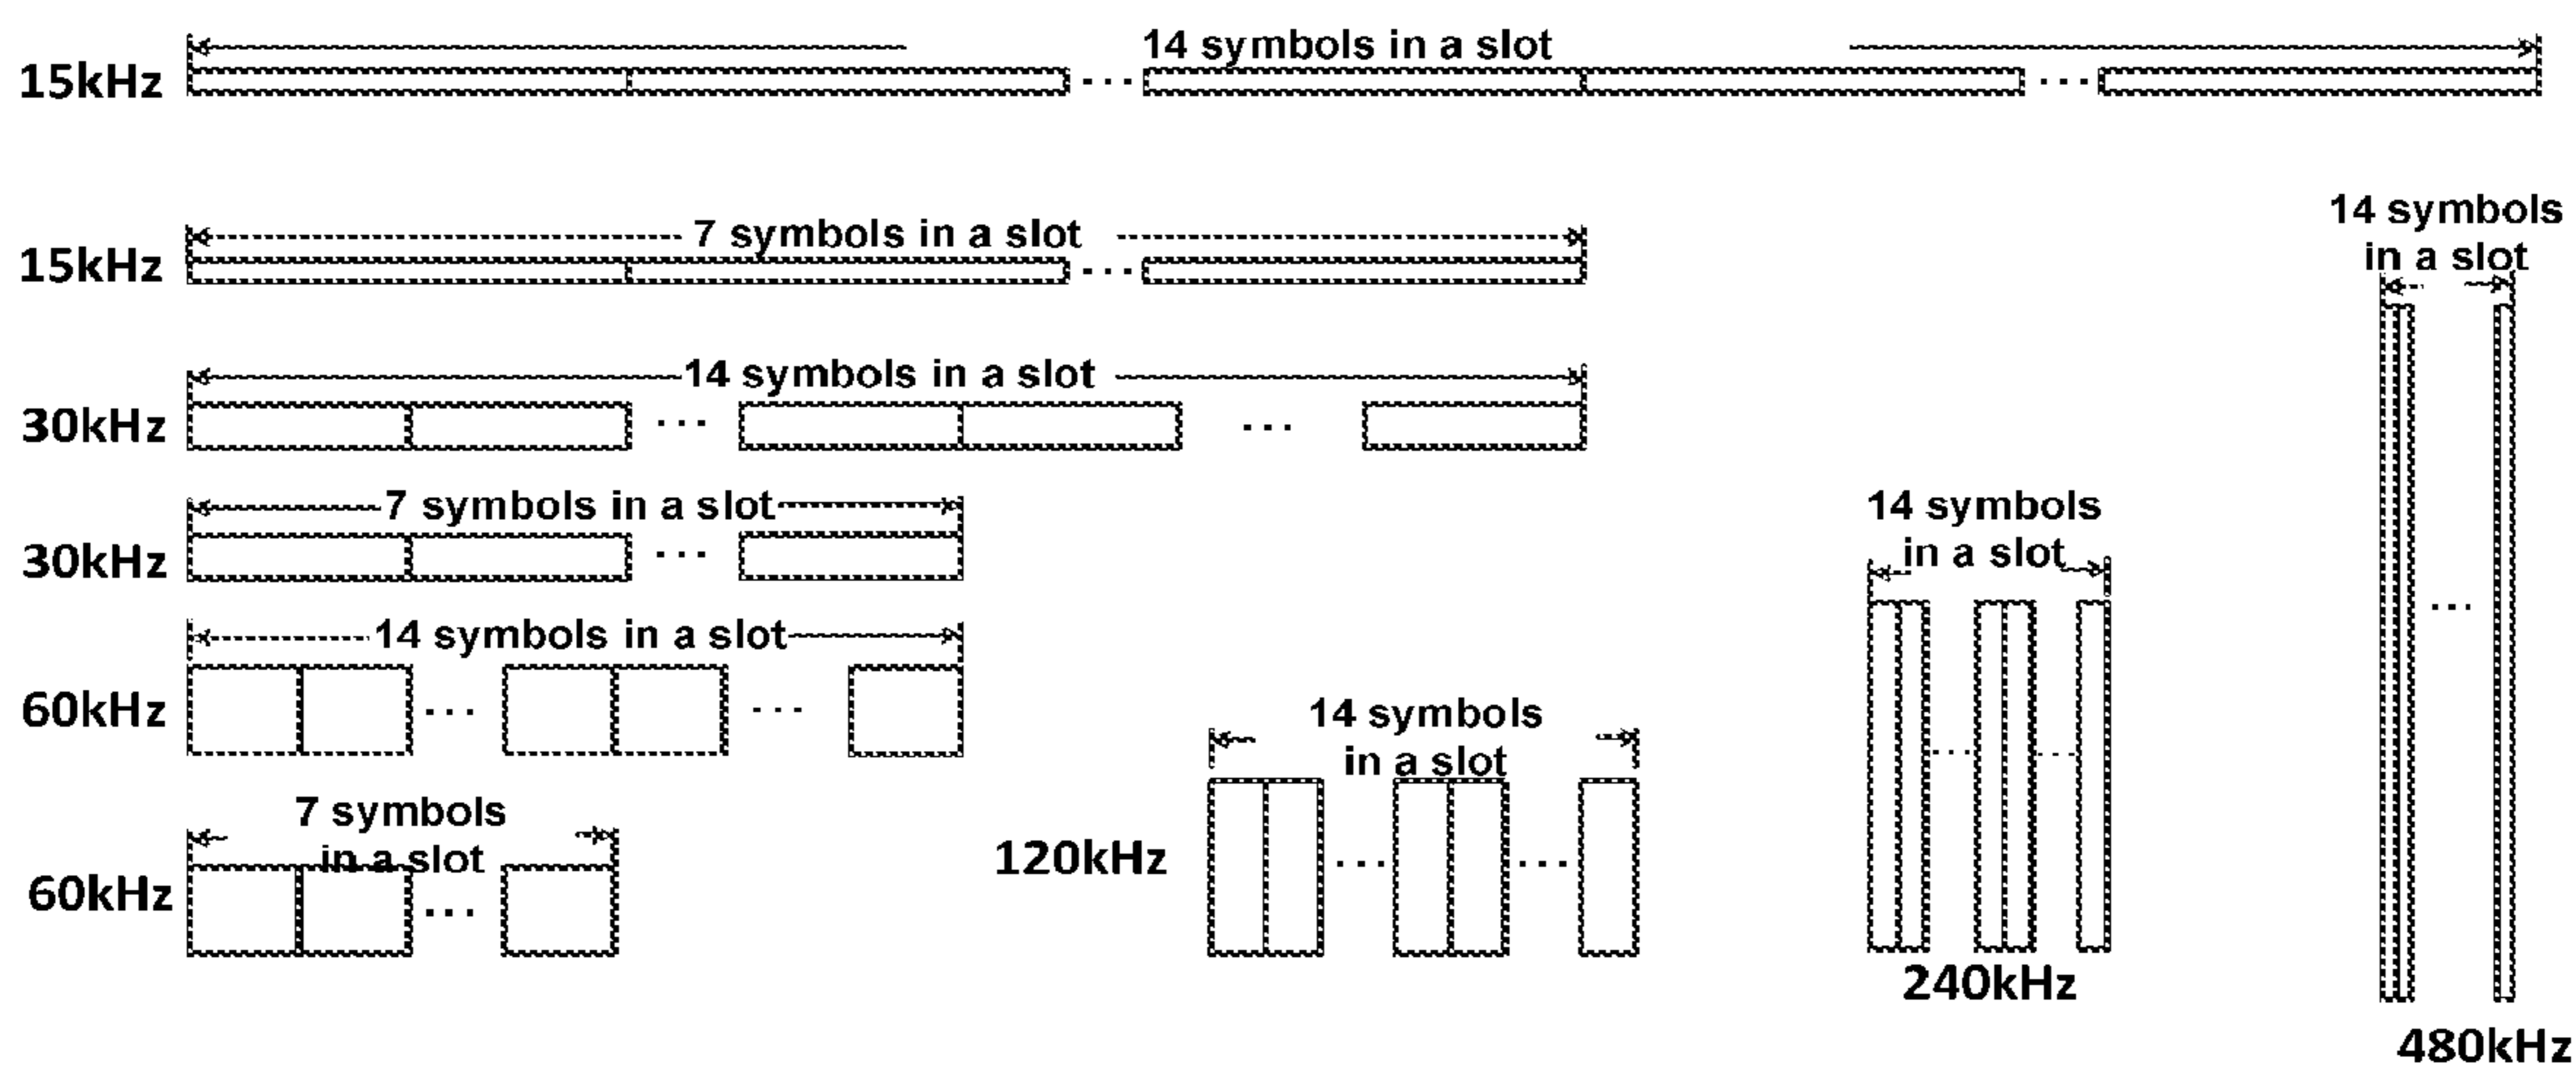 14 symbols in a slot
15kHz
14 symbols
in a slot
7 symbols in a slot
15kHz
14 symbols in a slot
30kHz
7 symbols in a slot
30kHz
14 symbols
in a slot
14 symbols in a slot
60kHz
14 symbols
in a slot
120kHz
7 symbols
in a slot
60kHz
240kHz
480kHz